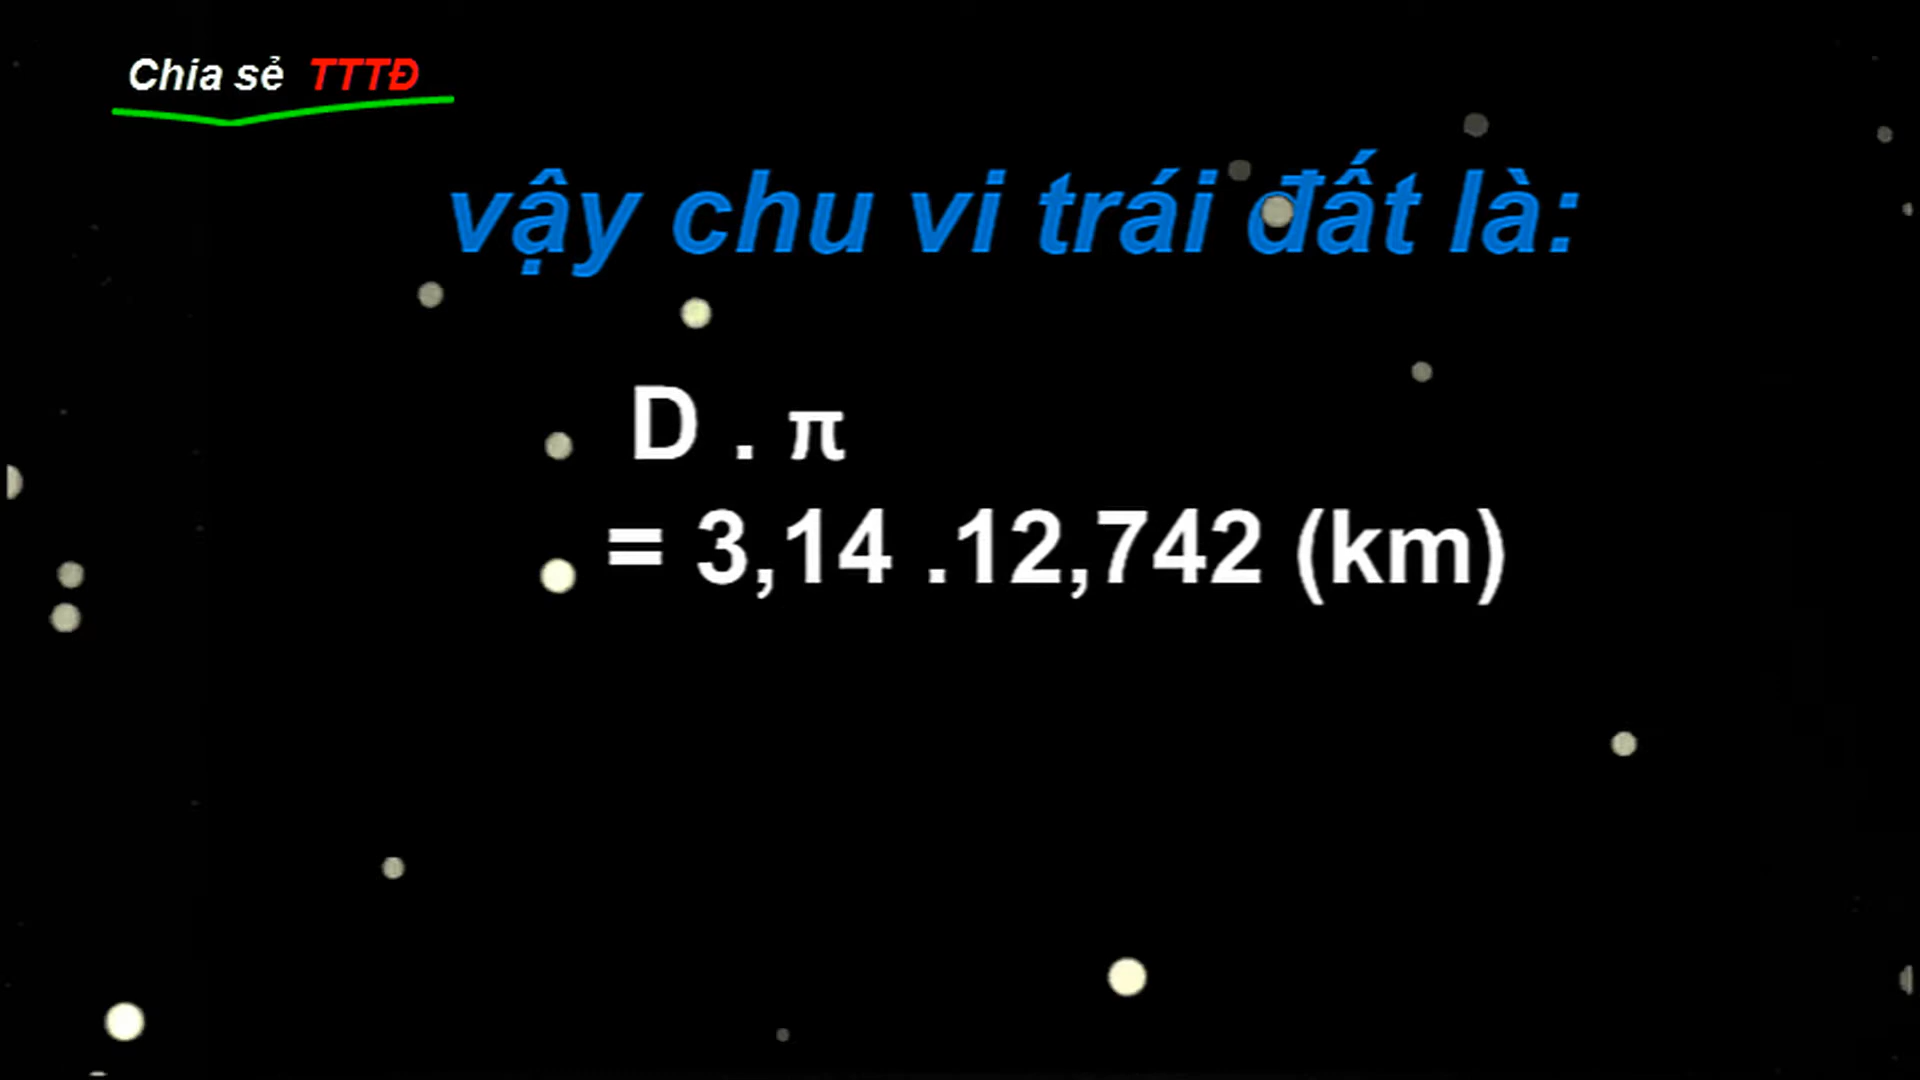 Chia sẻ TTTĐ
vậy chu vi trái đất là:
D . π
= 3,14 .12,742 (km)